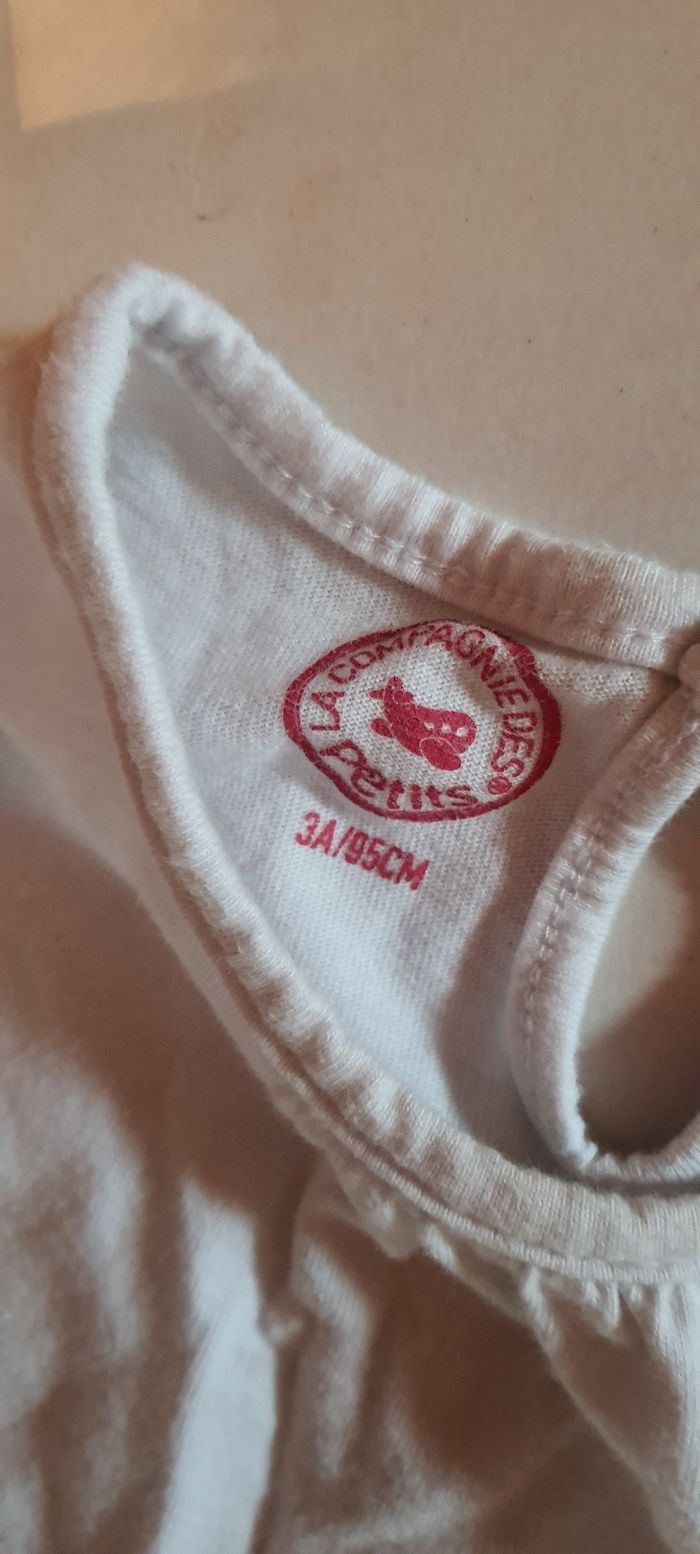 LA COMPAGNIE DES®
Petits
3A/95CM